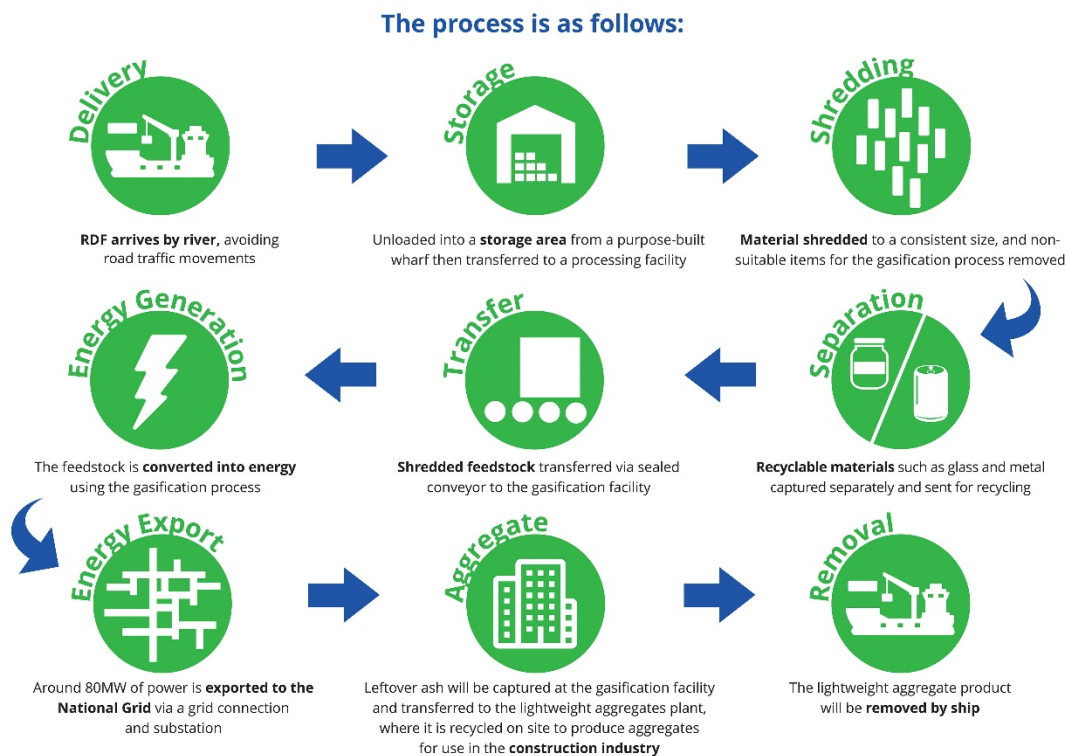 The process is as follows:
Delivery
RDF arrives by river, avoiding
road traffic movements
Storage
Unloaded into a storage area from a purpose-built
wharf then transferred to a processing facility
Shredding
Material shredded to a consistent size, and non-
suitable items for the gasification process removed
Separation
Recyclable materials such as glass and metal
captured separately and sent for recycling
Transfer
Shredded feedstock transferred via sealed
conveyor to the gasification facility
Energy Generation
The feedstock is converted into energy
using the gasification process
Energy Export
Around 80MW of power is exported to the
National Grid via a grid connection
and substation
Aggregate
Leftover ash will be captured at the gasification facility
and transferred to the lightweight aggregates plant,
where it is recycled on site to produce aggregates
for use in the construction industry
Removal
The lightweight aggregate product
will be removed by ship